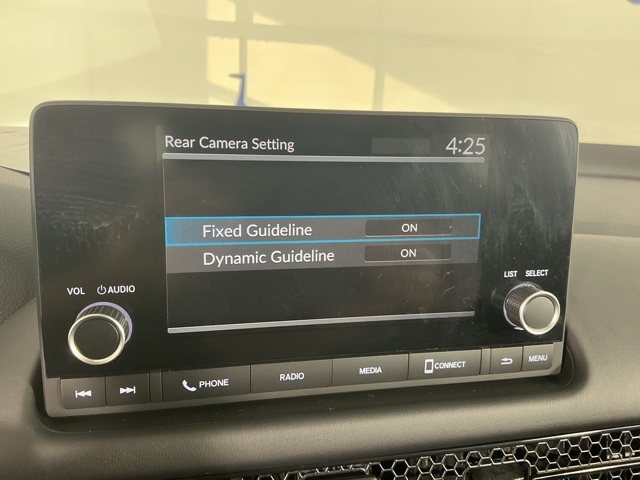 Rear Camera Setting 4:25
Fixed Guideline ON
Dynamic Guideline ON
VOL AUDIO
LIST SELECT
PHONE RADIO MEDIA CONNECT MENU